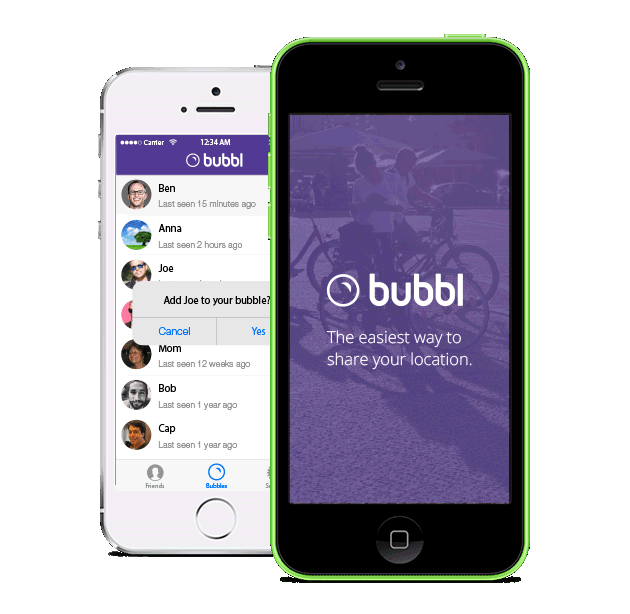 Carrier 12:34 AM
bubbl
Ben
Last seen 15 minutes ago
Anna
Last seen 2 hours ago
Joe
Add Joe to your bubble?
Cancel Yes
Mom
Last seen 12 weeks ago
Bob
Last seen 1 year ago
Cap
Last seen 1 year ago
Friends Bubbles
bubbl
The easiest way to
share your location.